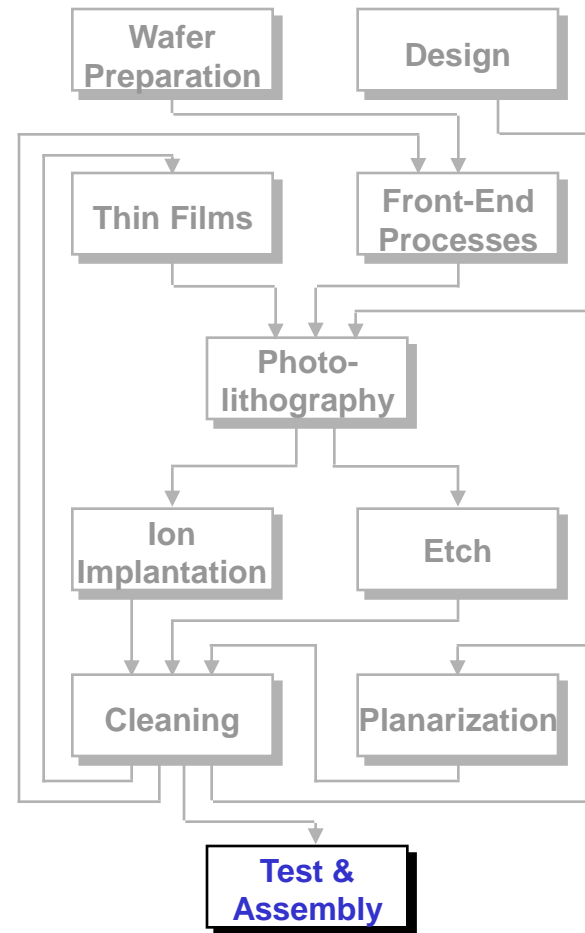 Wafer
Preparation
Design
Thin Films
Front-End
Processes
Photo-
lithography
Ion
Implantation
Etch
Cleaning
Planarization
Test &
Assembly